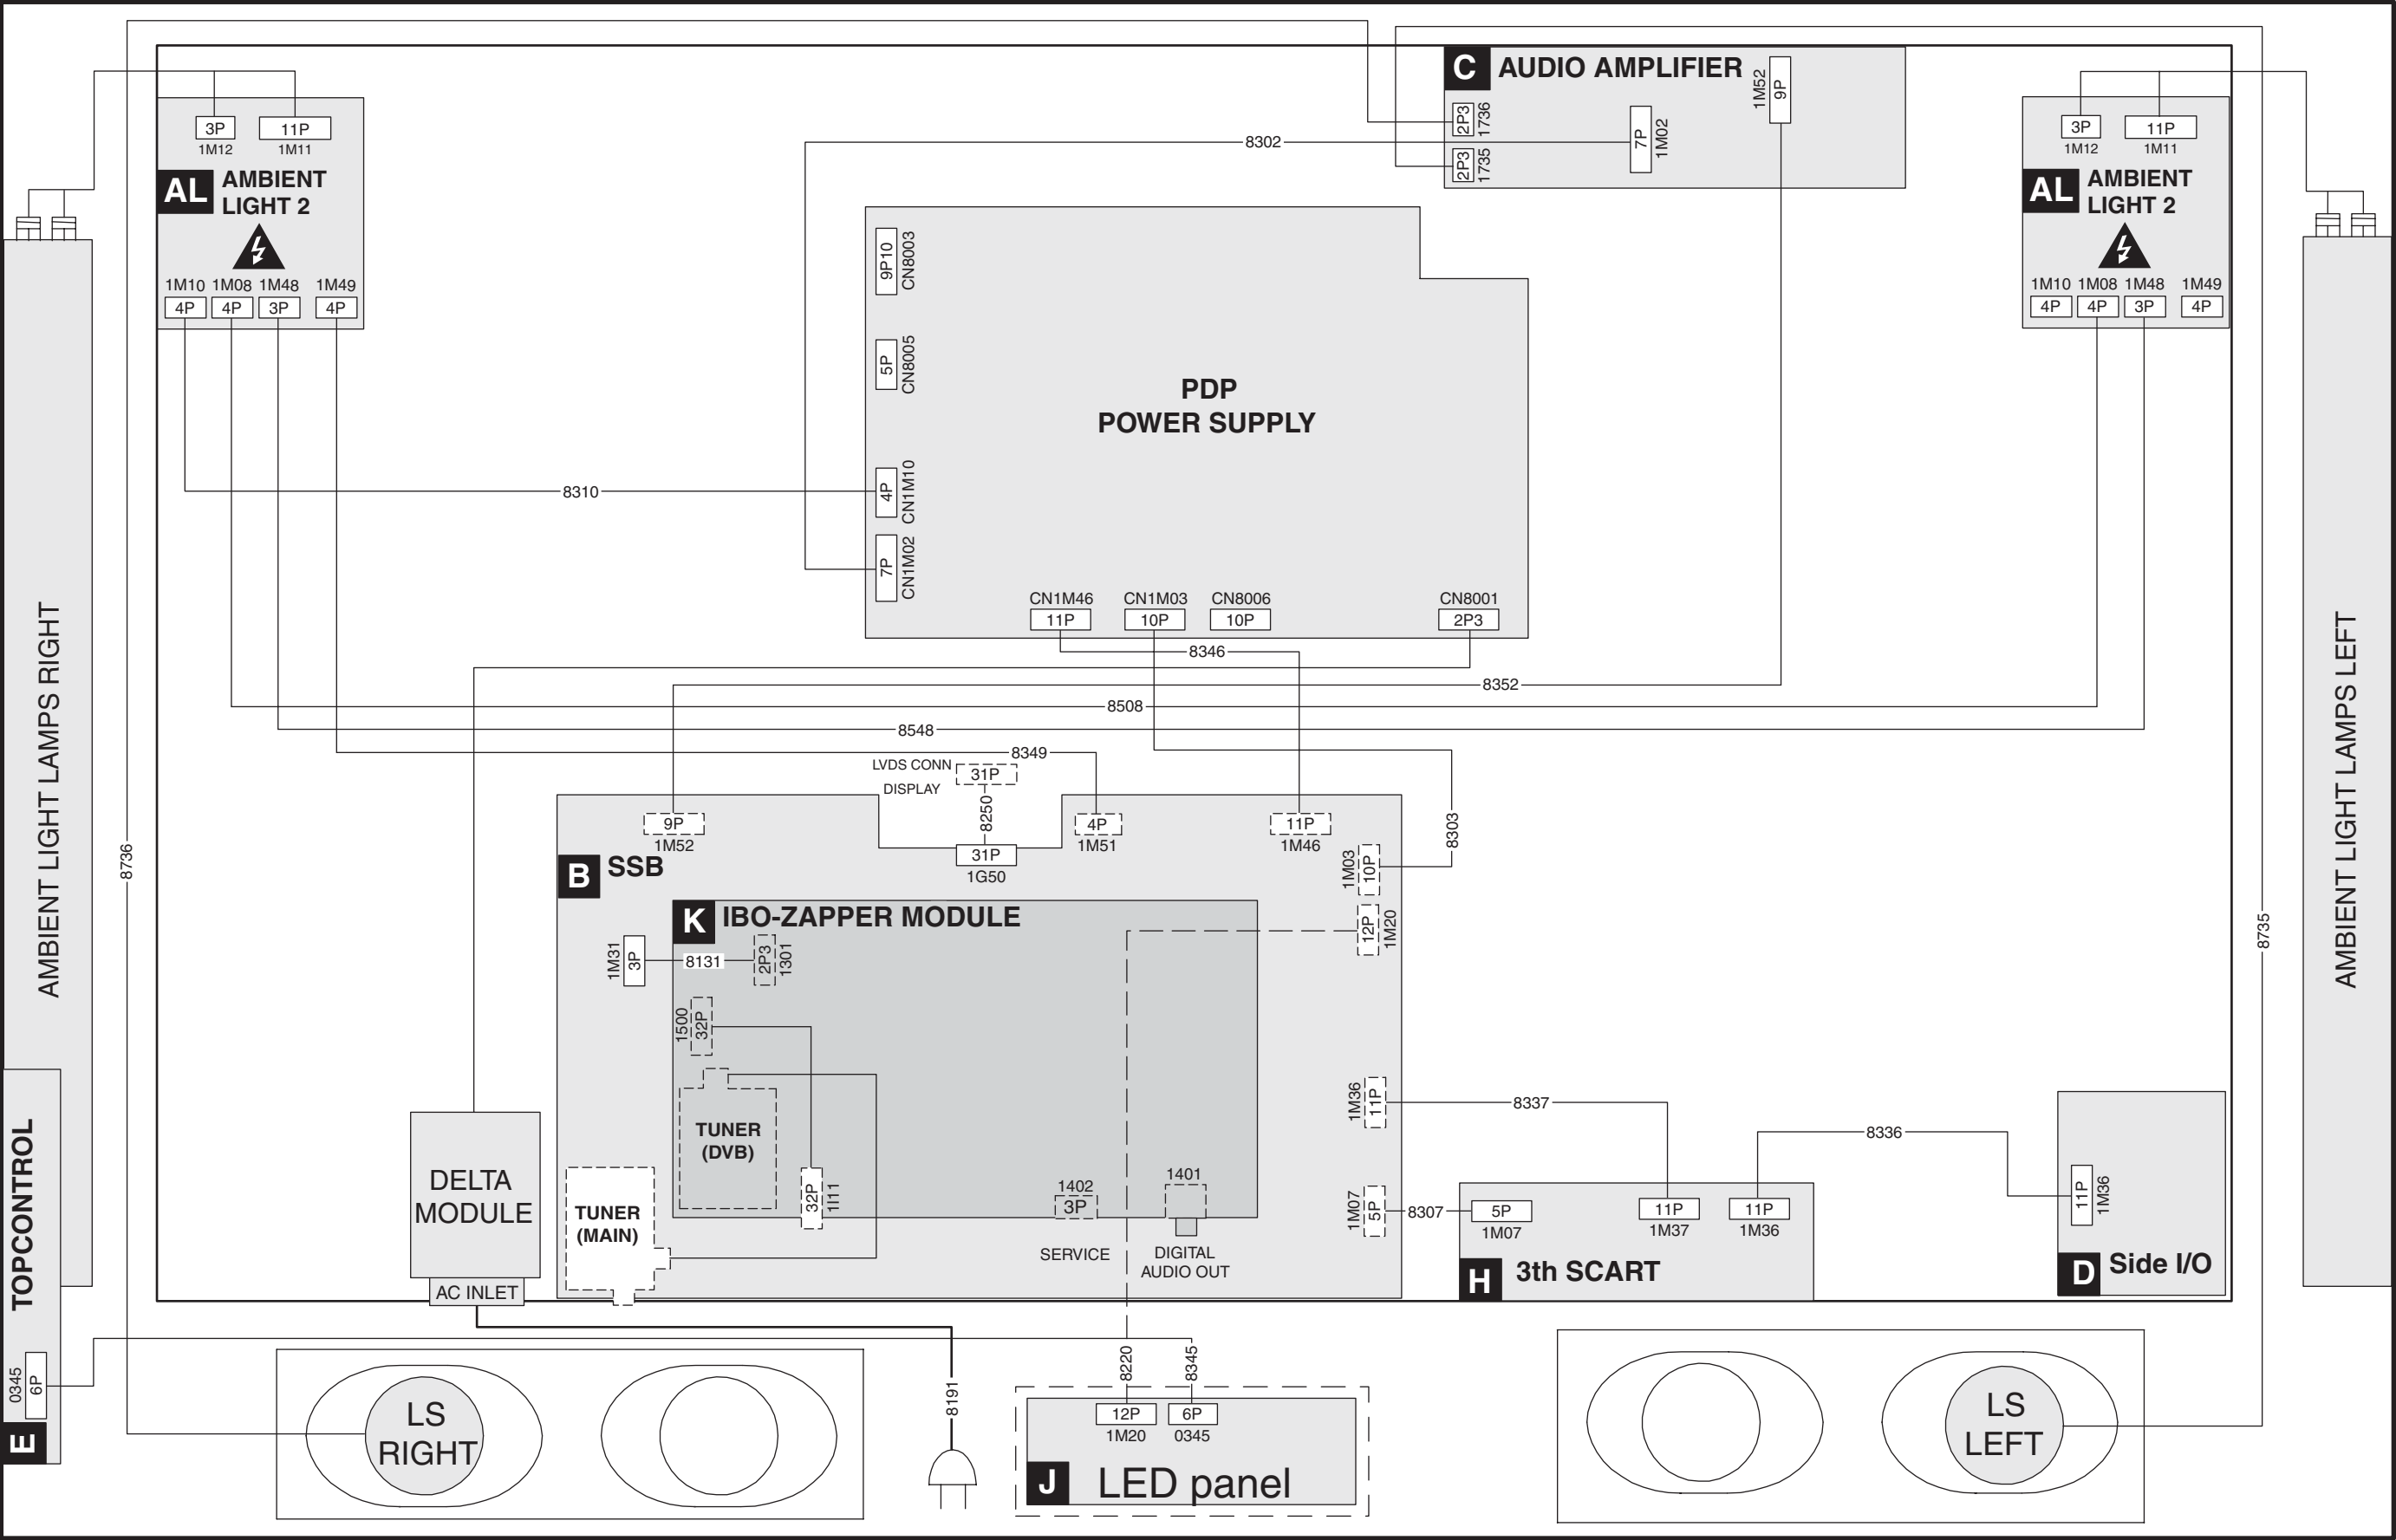 C AUDIO AMPLIFIER
1M52
9P
2P3
1736
2P3
1735
7P
1M02
8302
3P
11P
1M12
1M11
AL AMBIENT
LIGHT 2
1M10 1M08 1M48 1M49
4P 4P 3P 4P
3P
11P
1M12
1M11
AL AMBIENT
LIGHT 2
1M10 1M08 1M48 1M49
4P 4P 3P 4P
9P10
CN8003
5P
CN8005
4P
CN1M10
7P
CN1M02
PDP
POWER SUPPLY
CN1M46 CN1M03 CN8006 CN8001
11P 10P 10P 2P3
8310
8346
8352
8508
8548
8349
LVDS CONN
DISPLAY
31P
8250
31P
1G50
9P
1M52
4P
1M51
11P
1M46
8303
1M03
10P
12P
1M20
B SSB
K IBO-ZAPPER MODULE
1M31
3P
8131
2P3
1301
1500
32P
TUNER
(DVB)
32P
1I11
TUNER
(MAIN)
1402
3P
SERVICE
1401
DIGITAL
AUDIO OUT
1M36
11P
1M07
5P
8337
8307
8336
5P
1M07
11P
1M37
11P
1M36
H 3th SCART
11P
1M36
D Side I/O
AMBIENT LIGHT LAMPS RIGHT
AMBIENT LIGHT LAMPS LEFT
8736
8735
DELTA
MODULE
AC INLET
TOPCONTROL
0345
6P
E
LS
RIGHT
8191
8220
8345
12P
1M20
6P
0345
J LED panel
LS
LEFT